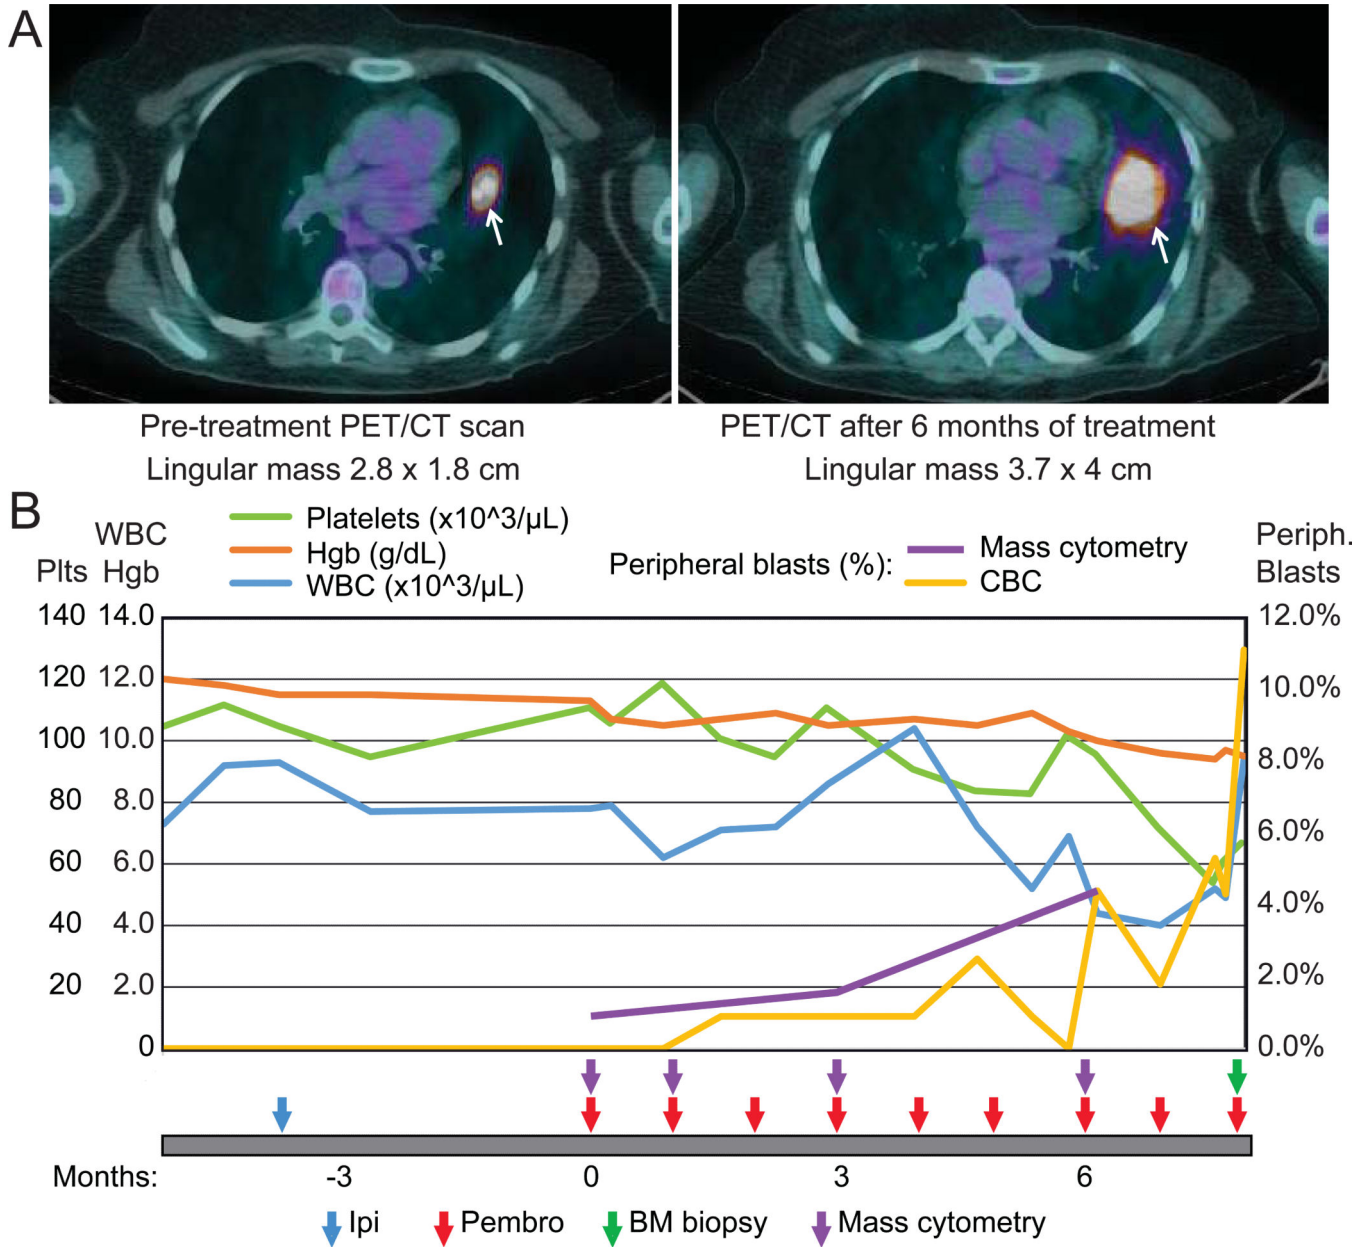 A
Pre-treatment PET/CT scan
Lingular mass 2.8 x 1.8 cm
PET/CT after 6 months of treatment
Lingular mass 3.7 x 4 cm
B
Plts
WBC
Hgb
Platelets (x10^3/µL)
Hgb (g/dL)
WBC (x10^3/µL)
Peripheral blasts (%):
Mass cytometry
CBC
Periph.
Blasts
140 14.0 12.0%
120 12.0 10.0%
100 10.0 8.0%
80 8.0 6.0%
60 6.0 4.0%
40 4.0 2.0%
20 2.0 0.0%
0
Months: -3 0 3 6
Ipi Pembro BM biopsy Mass cytometry